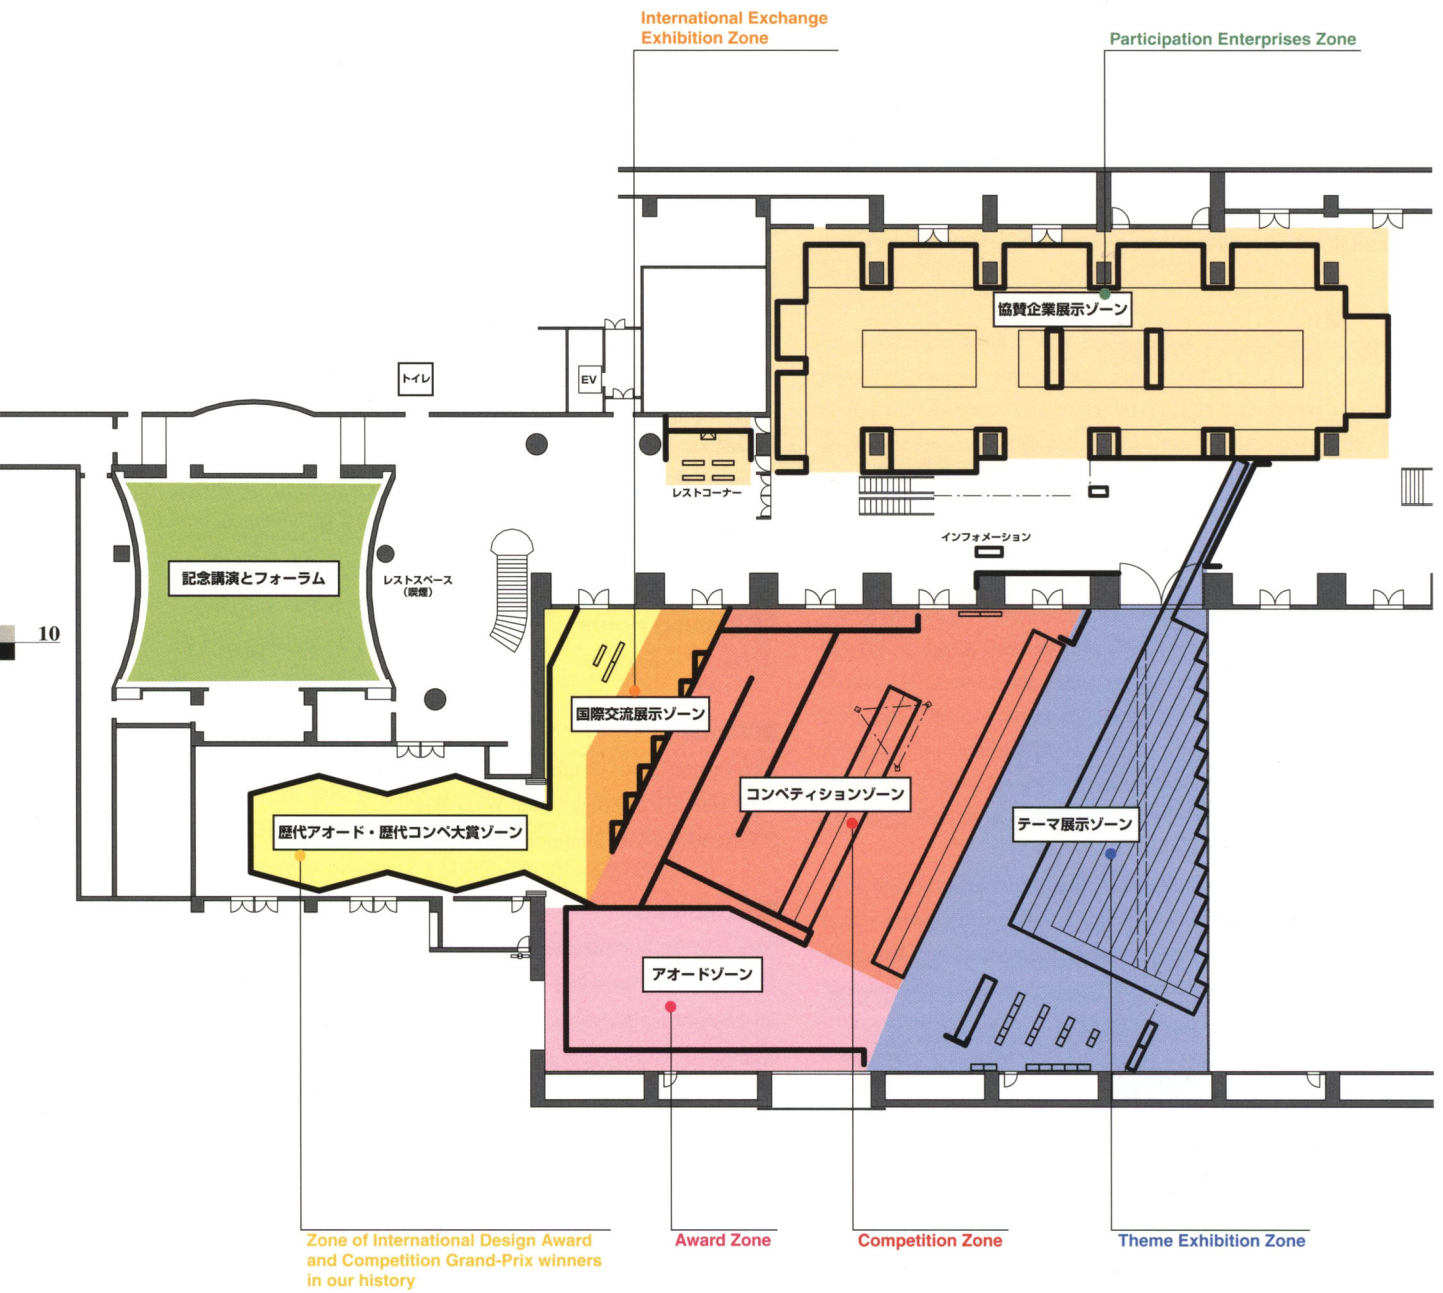 International Exchange
Exhibition Zone
Participation Enterprises Zone
協賛企業展示ゾーン
トイレ
EV
レストコーナー
インフォメーション
記念講演とフォーラム
レストスペース
（喫煙）
10
国際交流展示ゾーン
コンペティションゾーン
歴代アオード・歴代コンペ大賞ゾーン
テーマ展示ゾーン
アオードゾーン
Zone of International Design Award
and Competition Grand-Prix winners
in our history
Award Zone
Competition Zone
Theme Exhibition Zone